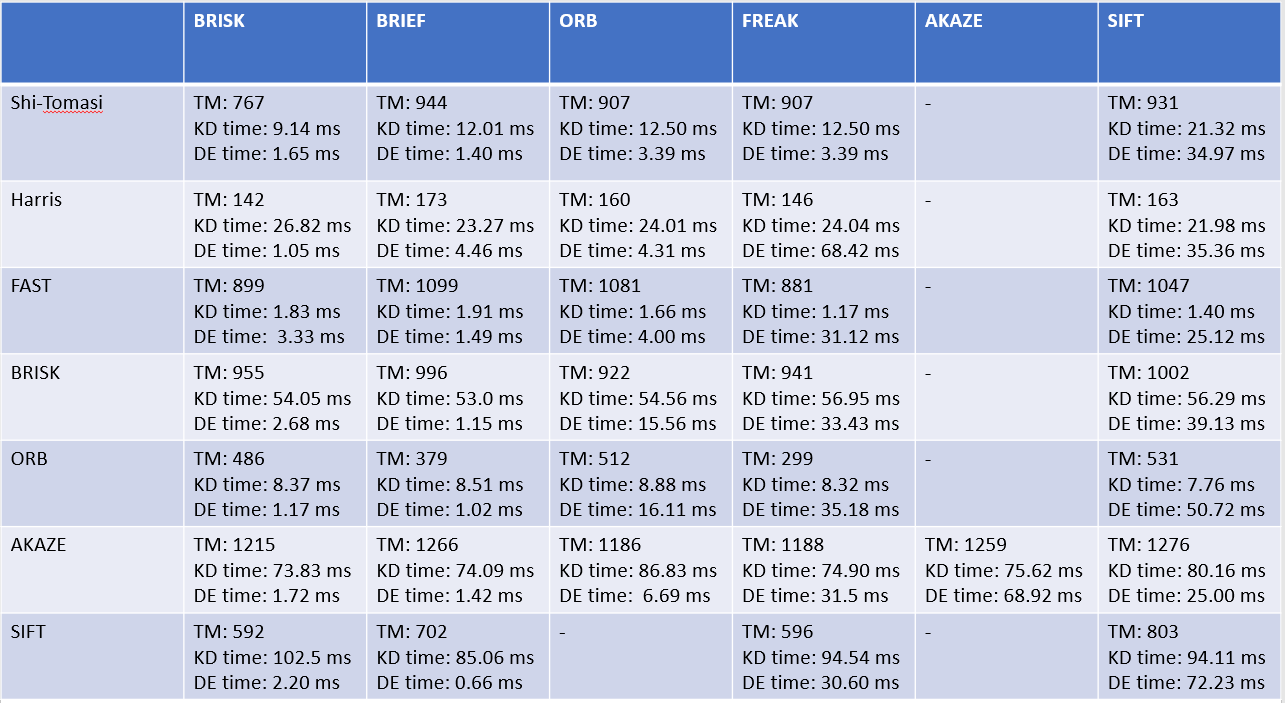 BRISK BRIEF ORB FREAK AKAZE SIFT
Shi-Tomasi TM: 767 TM: 944 TM: 907 TM: 907 - TM: 931
KD time: 9.14 ms KD time: 12.01 ms KD time: 12.50 ms KD time: 12.50 ms KD time: 21.32 ms
DE time: 1.65 ms DE time: 1.40 ms DE time: 3.39 ms DE time: 3.39 ms DE time: 34.97 ms
Harris TM: 142 TM: 173 TM: 160 TM: 146 - TM: 163
KD time: 26.82 ms KD time: 23.27 ms KD time: 24.01 ms KD time: 24.04 ms KD time: 21.98 ms
DE time: 1.05 ms DE time: 4.46 ms DE time: 4.31 ms DE time: 68.42 ms DE time: 35.36 ms
FAST TM: 899 TM: 1099 TM: 1081 TM: 881 - TM: 1047
KD time: 1.83 ms KD time: 1.91 ms KD time: 1.66 ms KD time: 1.17 ms KD time: 1.40 ms
DE time:  3.33 ms DE time: 1.49 ms DE time: 4.00 ms DE time: 31.12 ms DE time: 25.12 ms
BRISK TM: 955 TM: 996 TM: 922 TM: 941 - TM: 1002
KD time: 54.05 ms KD time: 53.0 ms KD time: 54.56 ms KD time: 56.95 ms KD time: 56.29 ms
DE time: 2.68 ms DE time: 1.15 ms DE time: 15.56 ms DE time: 33.43 ms DE time: 39.13 ms
ORB TM: 486 TM: 379 TM: 512 TM: 299 - TM: 531
KD time: 8.37 ms KD time: 8.51 ms KD time: 8.88 ms KD time: 8.32 ms KD time: 7.76 ms
DE time: 1.17 ms DE time: 1.02 ms DE time: 16.11 ms DE time: 35.18 ms DE time: 50.72 ms
AKAZE TM: 1215 TM: 1266 TM: 1186 TM: 1188 TM: 1259 TM: 1276
KD time: 73.83 ms KD time: 74.09 ms KD time: 86.83 ms KD time: 74.90 ms KD time: 75.62 ms KD time: 80.16 ms
DE time: 1.72 ms DE time: 1.42 ms DE time:  6.69 ms DE time: 31.5 ms DE time: 68.92 ms DE time: 25.00 ms
SIFT TM: 592 TM: 702 - TM: 596 - TM: 803
KD time: 102.5 ms KD time: 85.06 ms KD time: 94.54 ms KD time: 94.11 ms
DE time: 2.20 ms DE time: 0.66 ms DE time: 30.60 ms DE time: 72.23 ms